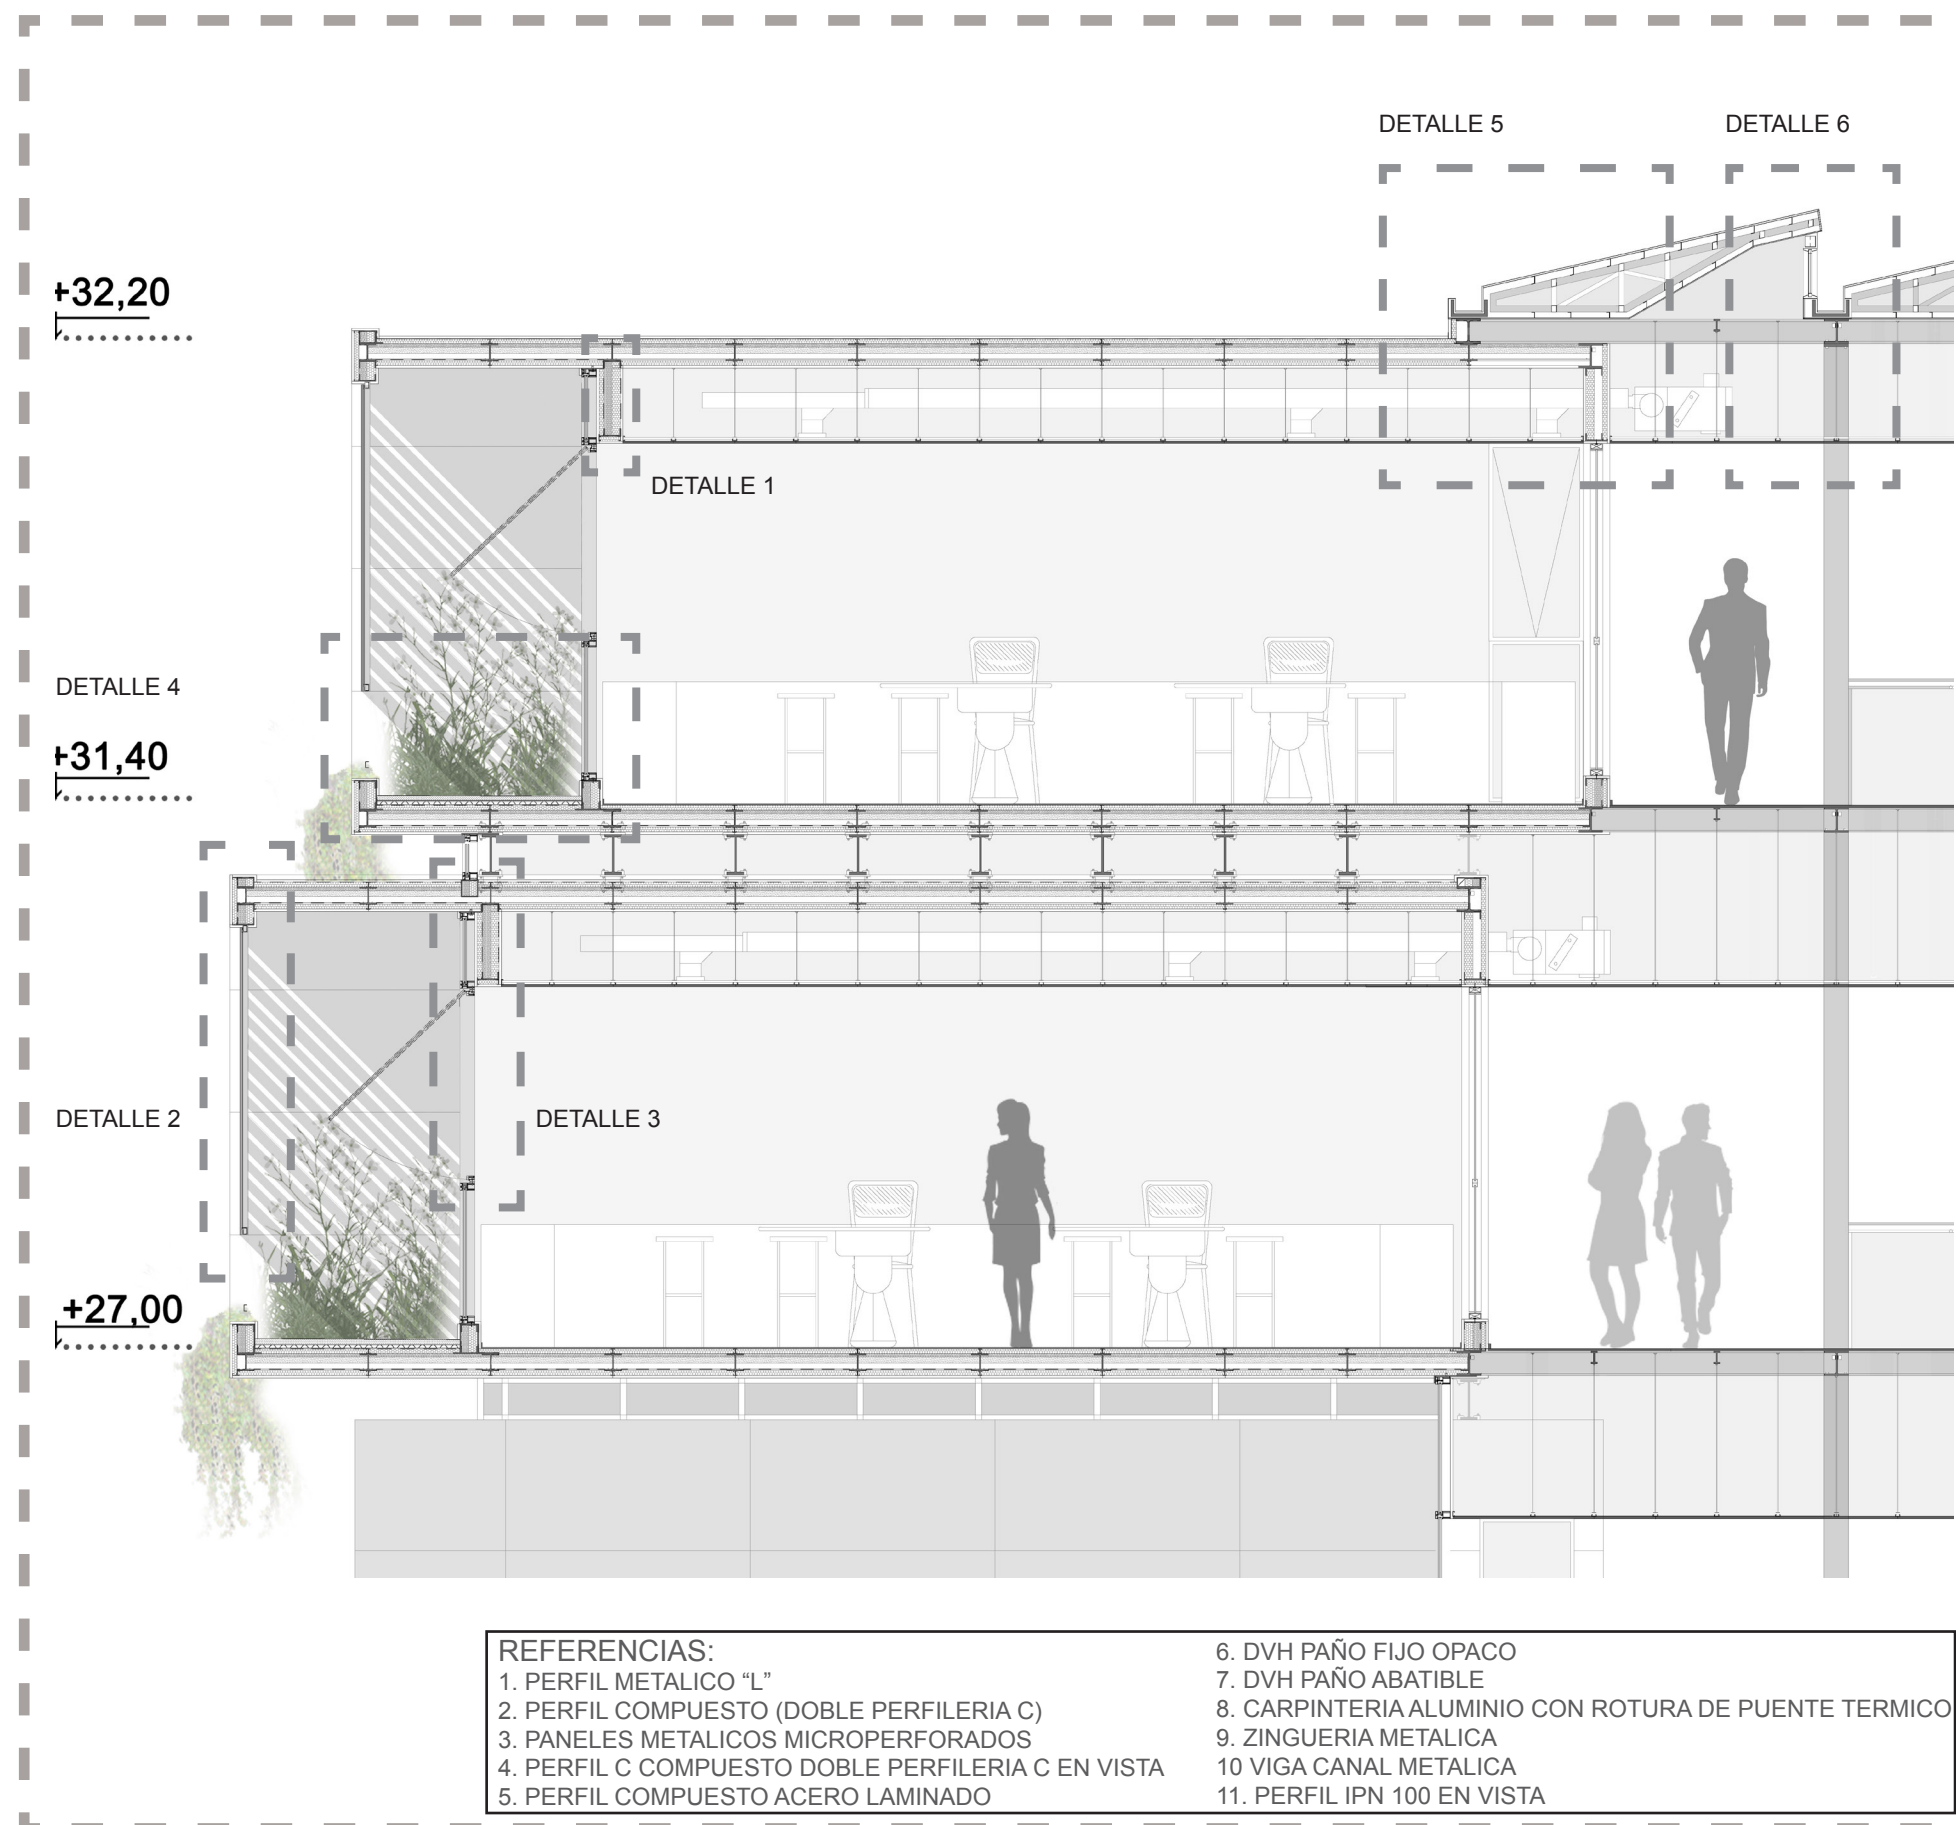 DETALLE 5
DETALLE 6
+32,20
DETALLE 1
DETALLE 4
+31,40
DETALLE 2
DETALLE 3
+27,00
REFERENCIAS:
1. PERFIL METALICO “L”
2. PERFIL COMPUESTO (DOBLE PERFILERIA C)
3. PANELES METALICOS MICROPERFORADOS
4. PERFIL C COMPUESTO DOBLE PERFILERIA C EN VISTA
5. PERFIL COMPUESTO ACERO LAMINADO
6. DVH PAÑO FIJO OPACO
7. DVH PAÑO ABATIBLE
8. CARPINTERIA ALUMINIO CON ROTURA DE PUENTE TERMICO
9. ZINGUERIA METALICA
10 VIGA CANAL METALICA
11. PERFIL IPN 100 EN VISTA